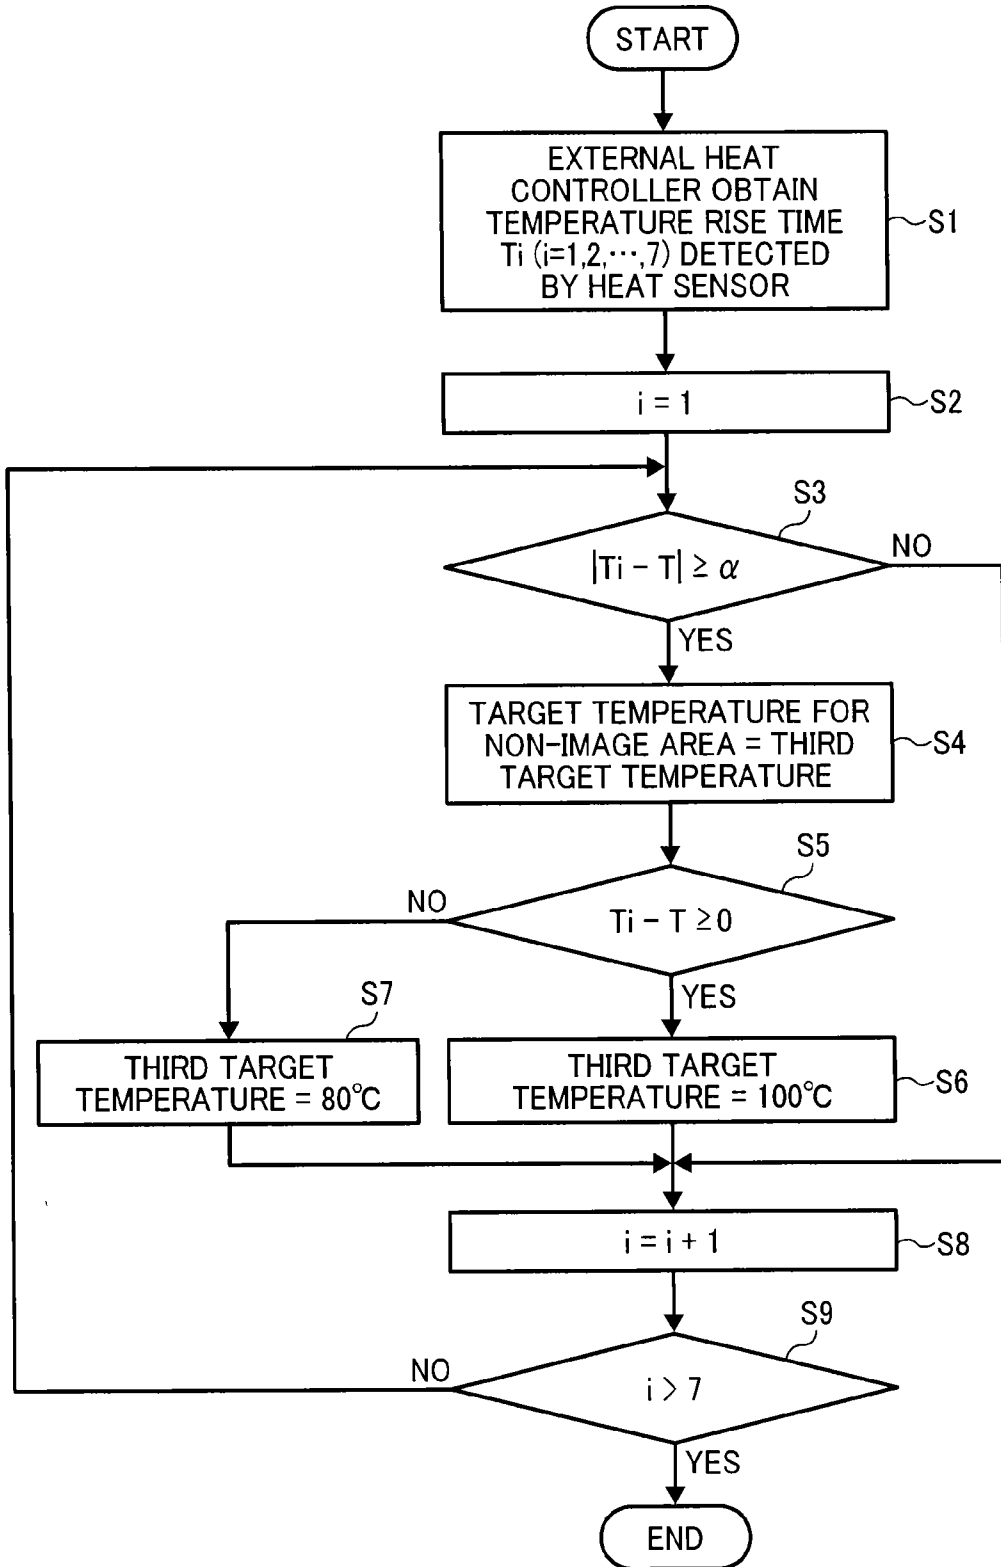 START
EXTERNAL HEAT
CONTROLLER OBTAIN
TEMPERATURE RISE TIME
Ti (i=1,2,···,7) DETECTED
BY HEAT SENSOR
S1
i = 1
S2
S3
|Ti − T| ≥ α
NO
YES
TARGET TEMPERATURE FOR
NON-IMAGE AREA = THIRD
TARGET TEMPERATURE
S4
S5
Ti − T ≥ 0
NO
YES
S7
THIRD TARGET
TEMPERATURE = 80°C
THIRD TARGET
TEMPERATURE = 100°C
S6
i = i + 1
S8
S9
i > 7
NO
YES
END